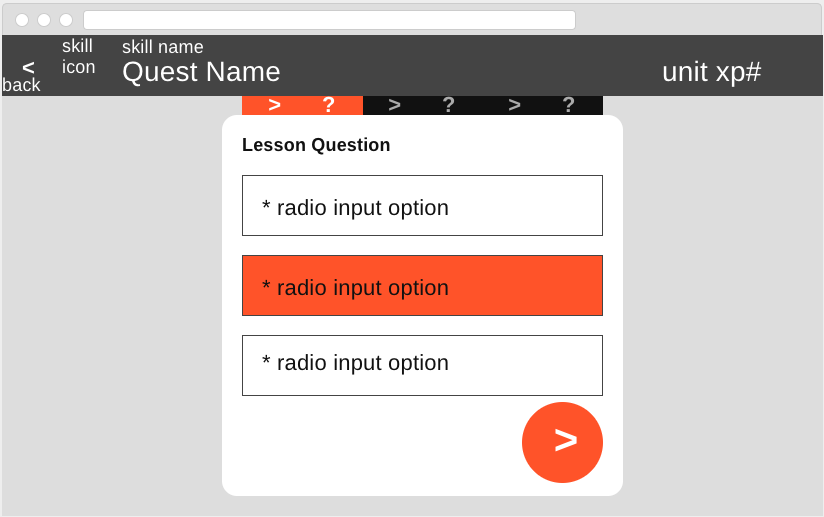 <
back
skill
icon
skill name
Quest Name
unit xp#
> ? > ? > ?
Lesson Question
* radio input option
* radio input option
* radio input option
>